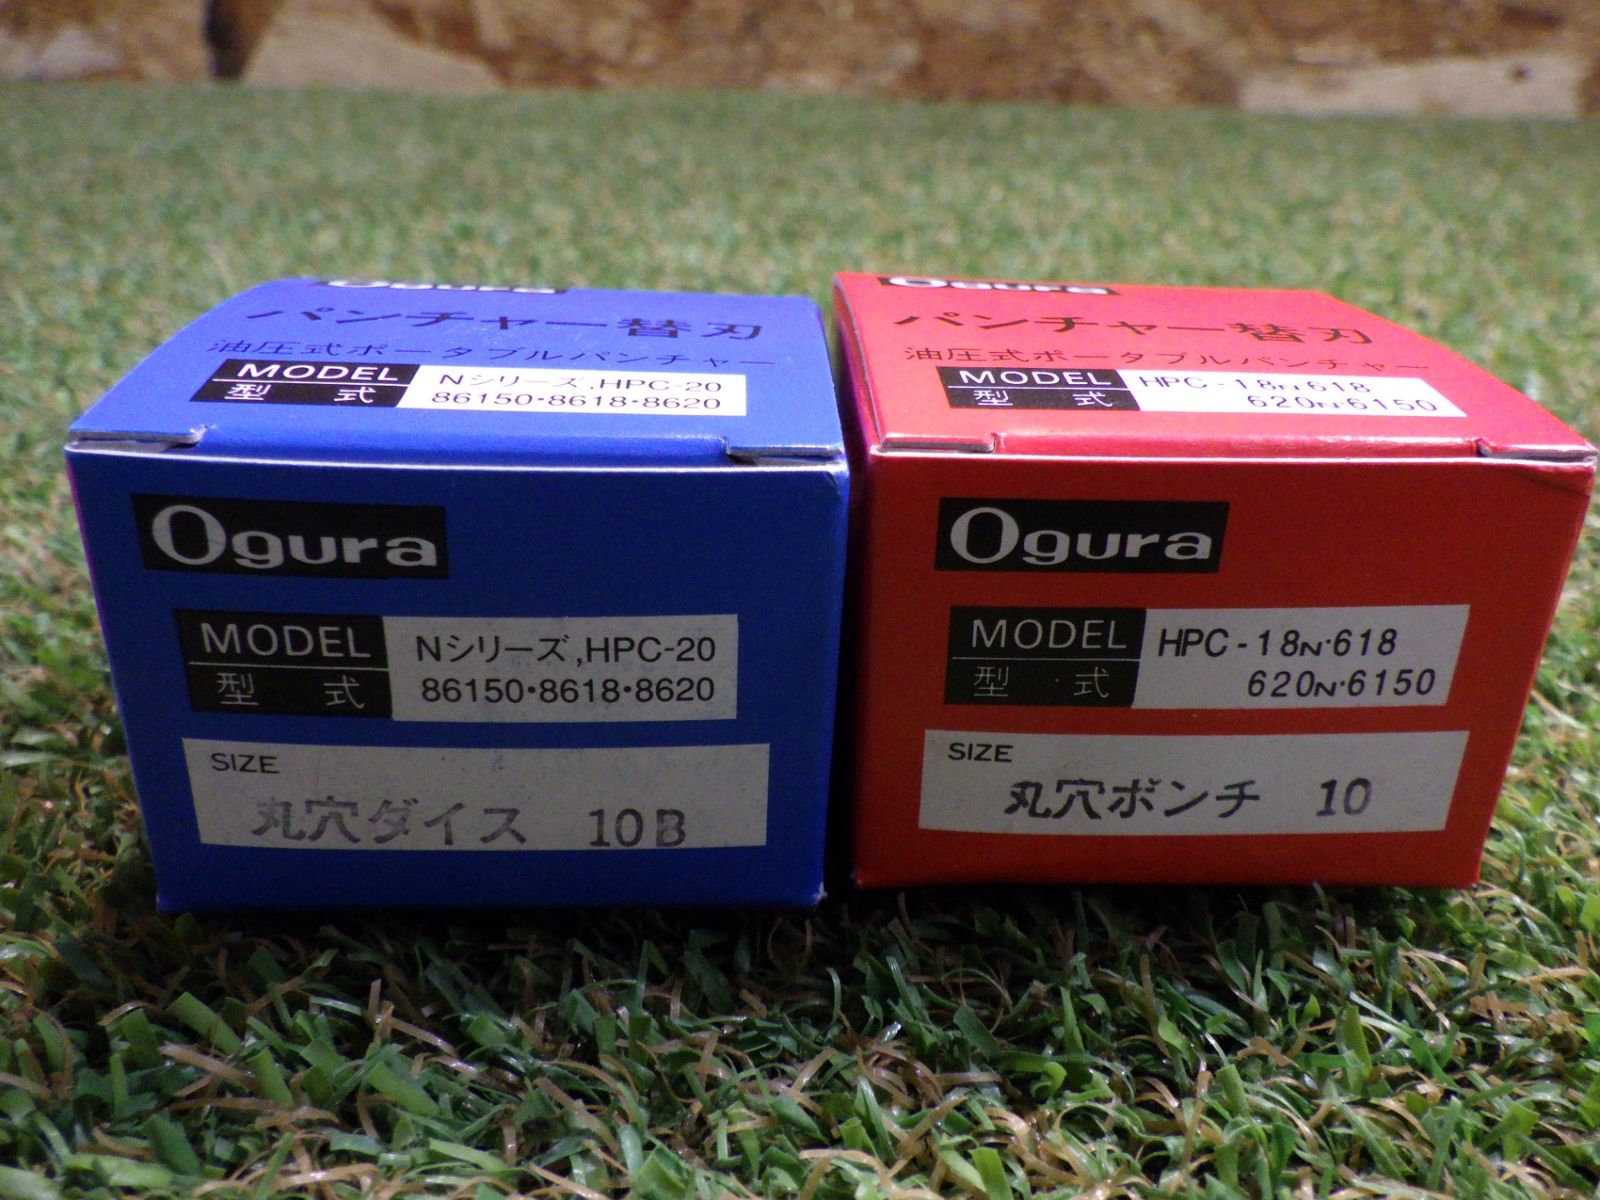 Ogura
パンチャー替刃
油圧式ポータブルパンチャー
MODEL
型式
Nシリーズ,HPC-20
86150・8618・8620
Ogura
MODEL
型式
Nシリーズ,HPC-20
86150・8618・8620
SIZE
丸穴ダイス 10B
Ogura
パンチャー替刃
油圧式ポータブルパンチャー
MODEL
型式
HPC-18N・618
620N・6150
Ogura
MODEL
型式
HPC-18N・618
620N・6150
SIZE
丸穴ポンチ 10